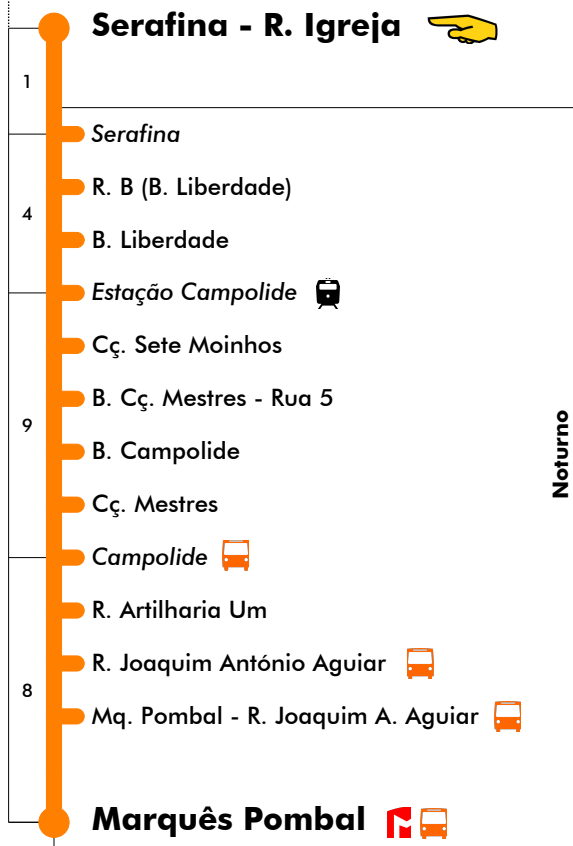 Serafina - R. Igreja
1
Serafina
R. B (B. Liberdade)
4
B. Liberdade
Estação Campolide
Cç. Sete Moinhos
B. Cç. Mestres - Rua 5
9
B. Campolide
Noturno
Cç. Mestres
Campolide
R. Artilharia Um
R. Joaquim António Aguiar
8
Mq. Pombal - R. Joaquim A. Aguiar
Marquês Pombal